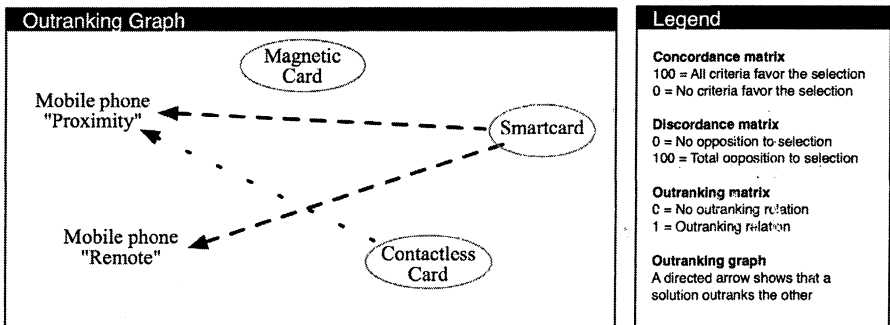 Outranking Graph
Magnetic
Card
Mobile phone
"Proximity"
Smartcard
Mobile phone
"Remote"
Contactless
Card
Legend
Concordance matrix
100 = All criteria favor the selection
0 = No criteria favor the selection
Discordance matrix
0 = No opposition to selection
100 = Total opposition to selection
Outranking matrix
0 = No outranking relation
1 = Outranking relation
Outranking graph
A directed arrow shows that a
solution outranks the other